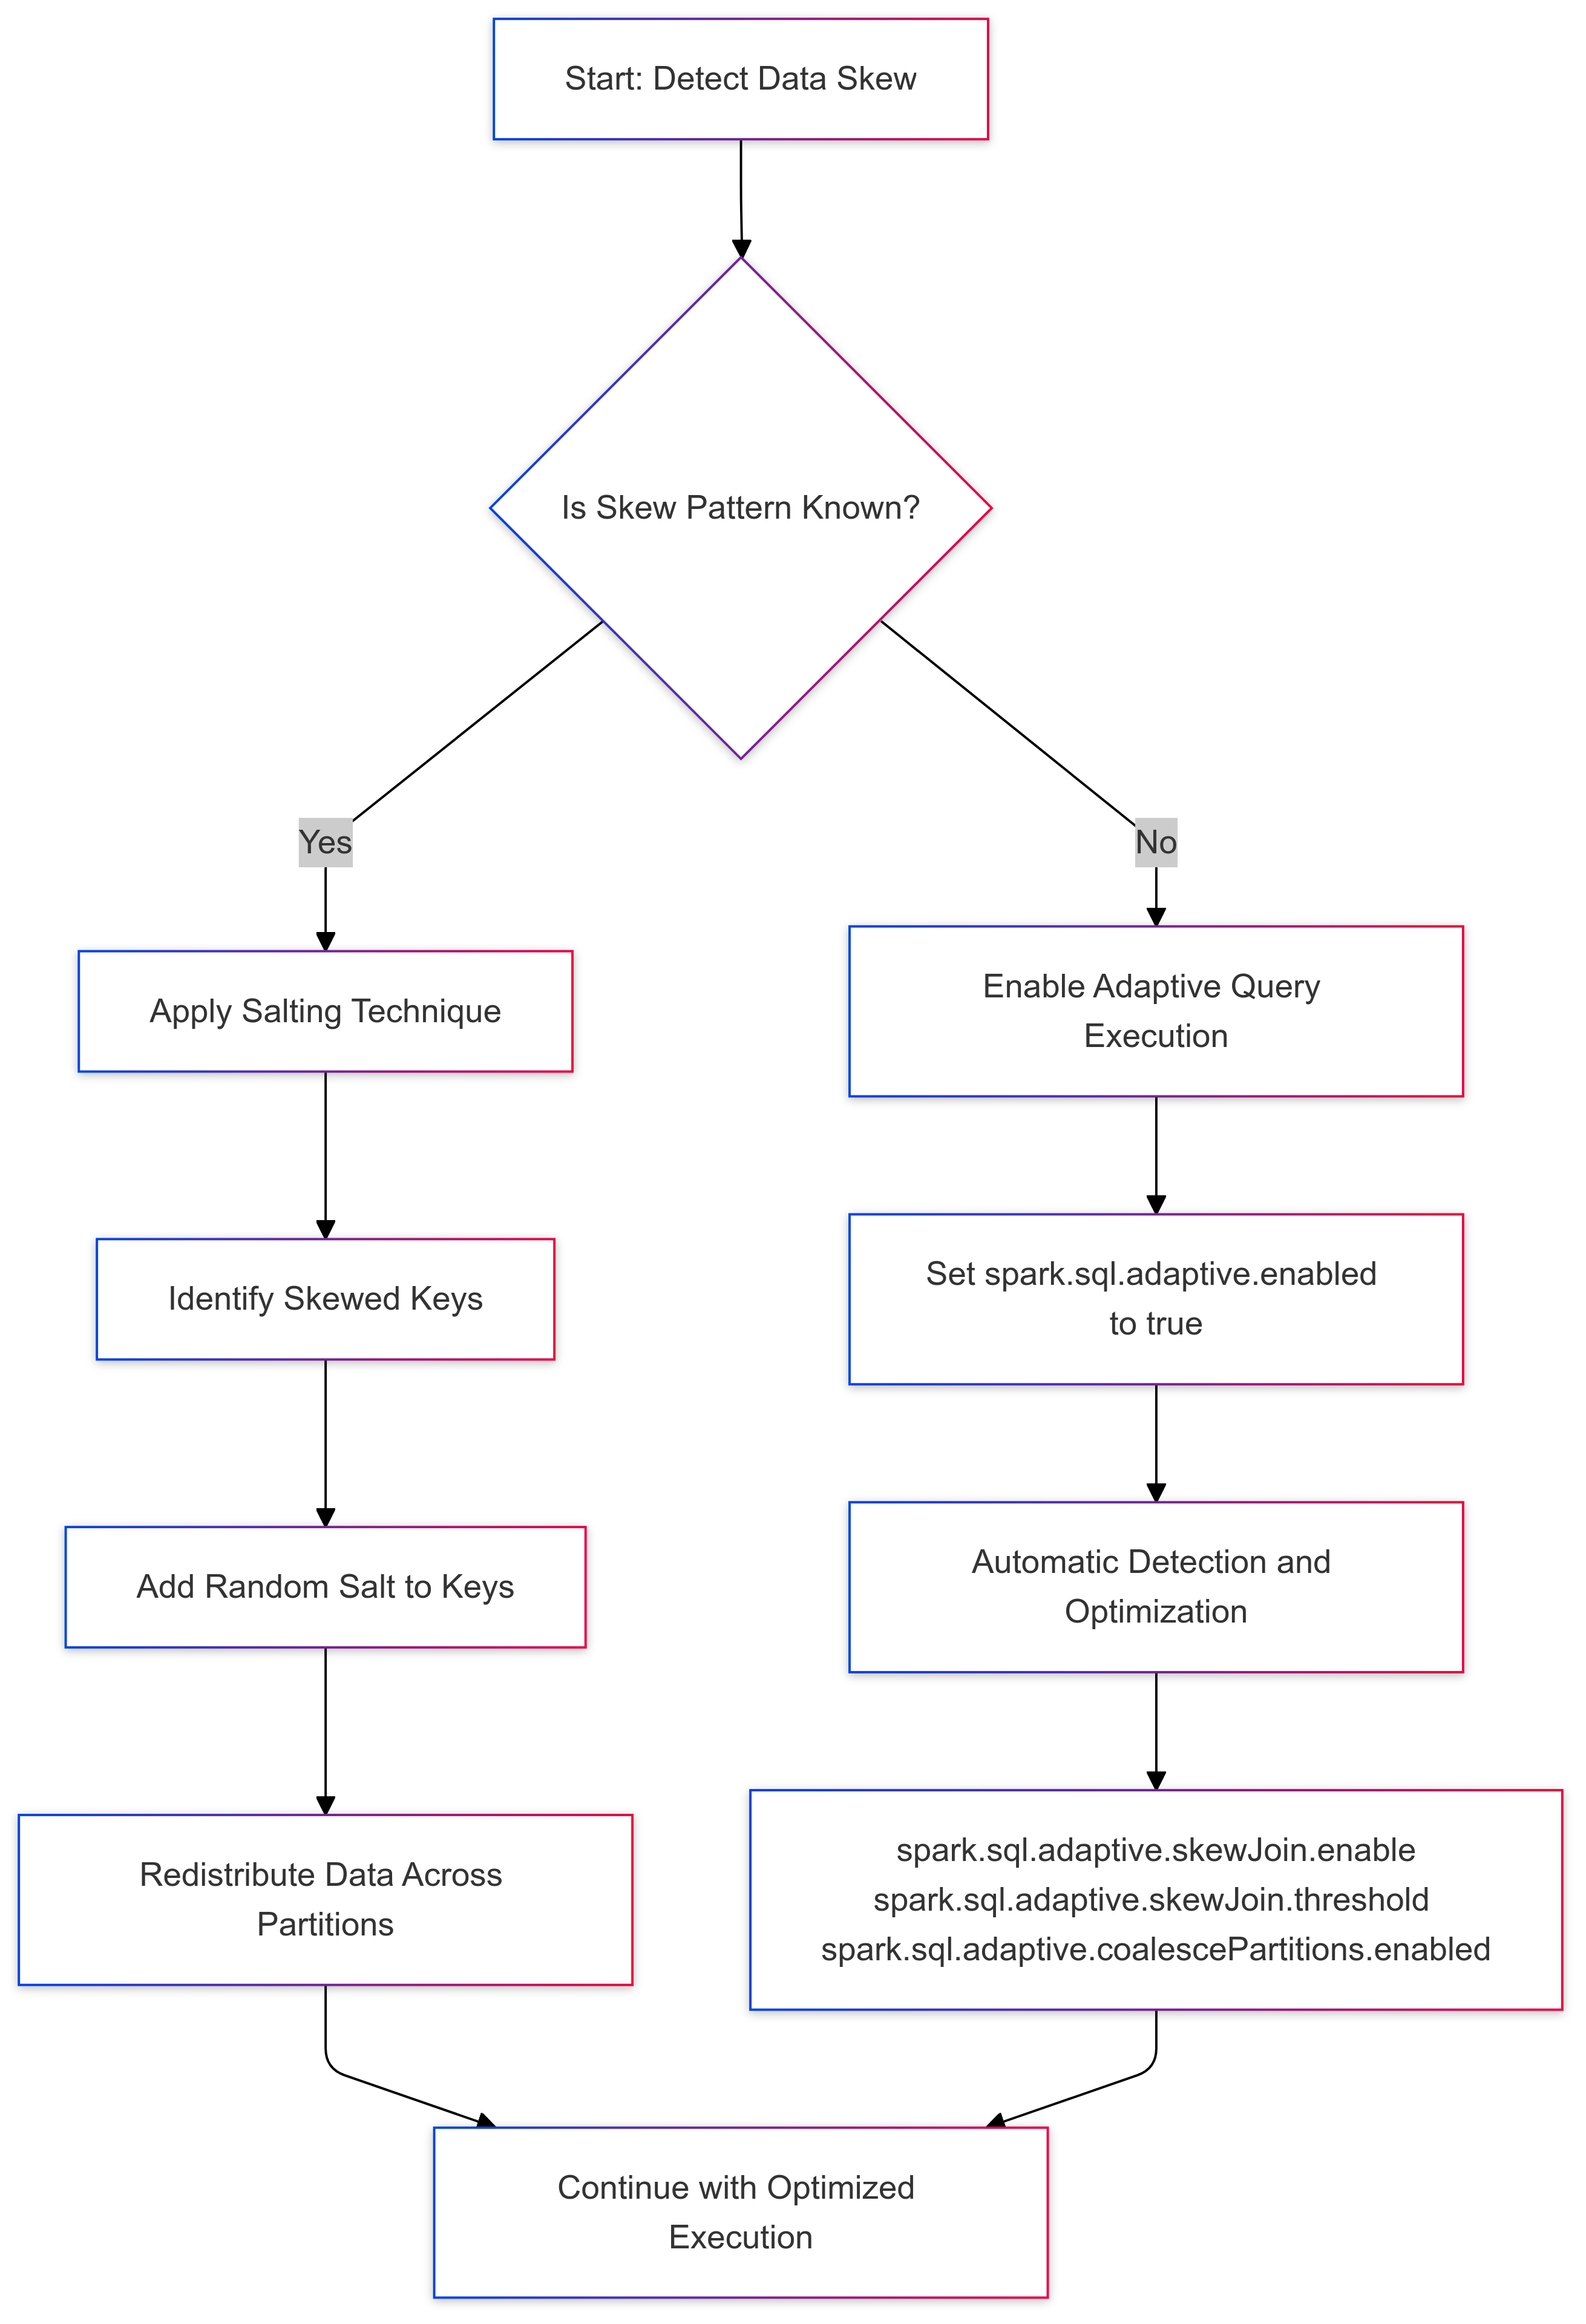 Start: Detect Data Skew
Is Skew Pattern Known?
Yes
No
Apply Salting Technique
Enable Adaptive Query
Execution
Identify Skewed Keys
Set spark.sql.adaptive.enabled
to true
Add Random Salt to Keys
Automatic Detection and
Optimization
Redistribute Data Across
Partitions
spark.sql.adaptive.skewJoin.enable
spark.sql.adaptive.skewJoin.threshold
spark.sql.adaptive.coalescePartitions.enabled
Continue with Optimized
Execution